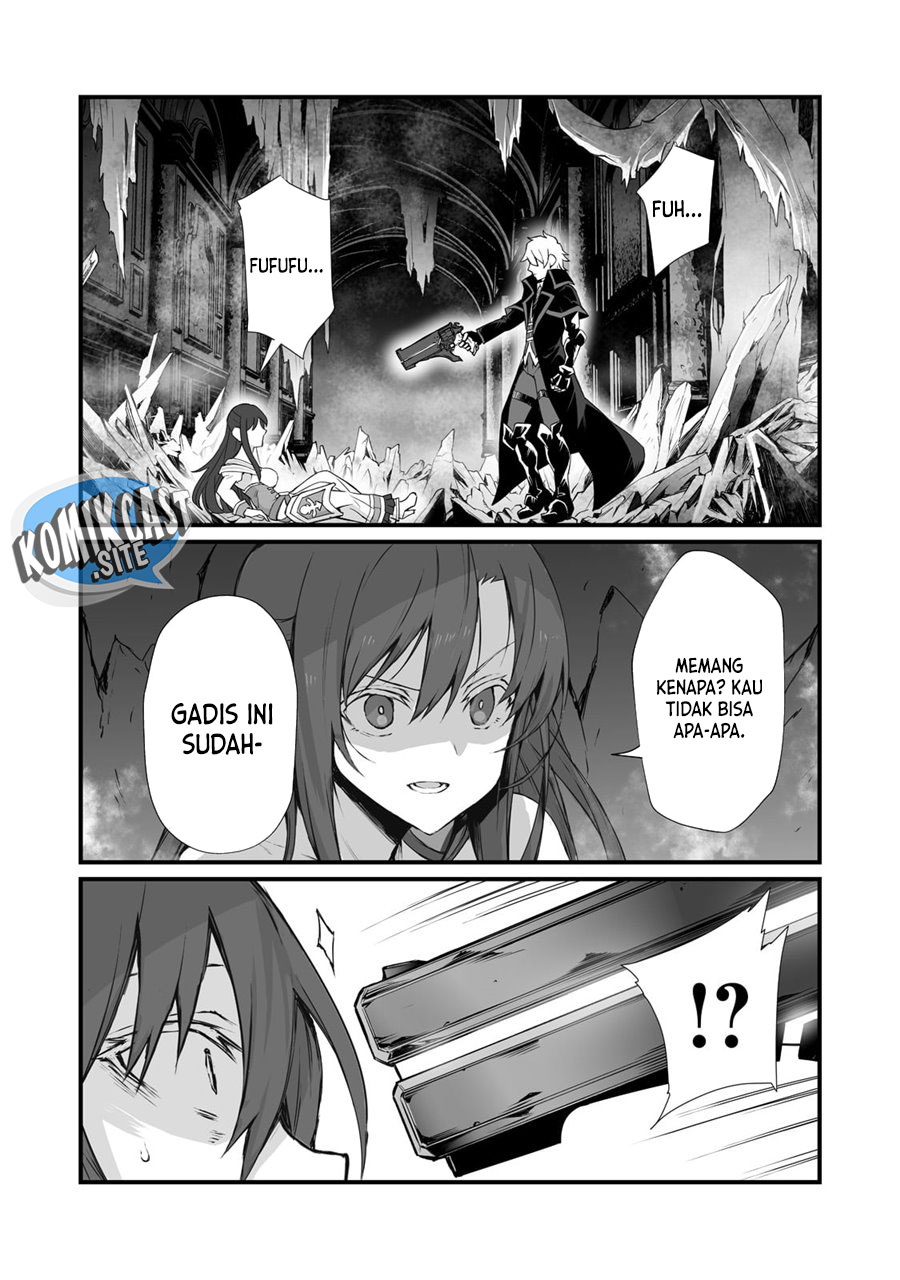 FUH...
FUFUFU...
KOMIKCAST
.SITE
MEMANG
KENAPA? KAU
TIDAK BISA
APA-APA.
GADIS INI
SUDAH-
!?